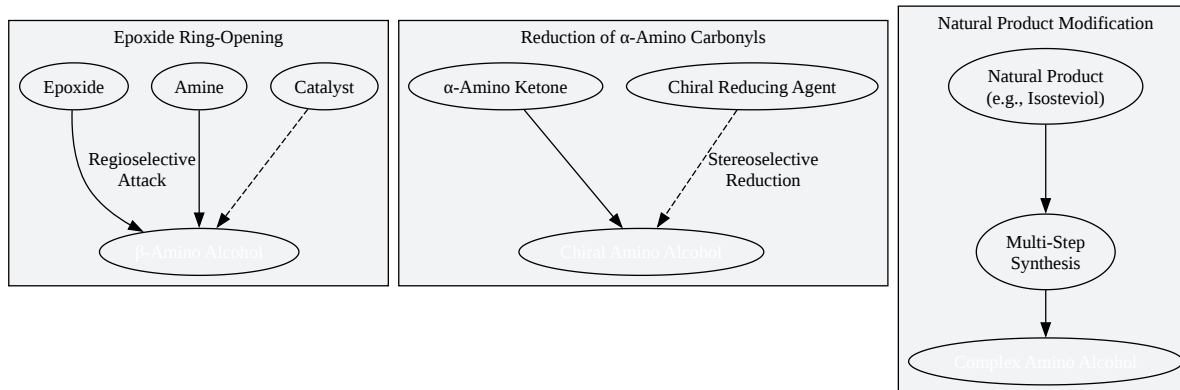 Epoxide Ring-Opening
Epoxide
Amine
Catalyst
Regioselective
Attack
β-Amino Alcohol
Reduction of α-Amino Carbonyls
α-Amino Ketone
Chiral Reducing Agent
Stereoselective
Reduction
Chiral Amino Alcohol
Natural Product Modification
Natural Product
(e.g., Isosteviol)
Multi-Step
Synthesis
Complex Amino Alcohol